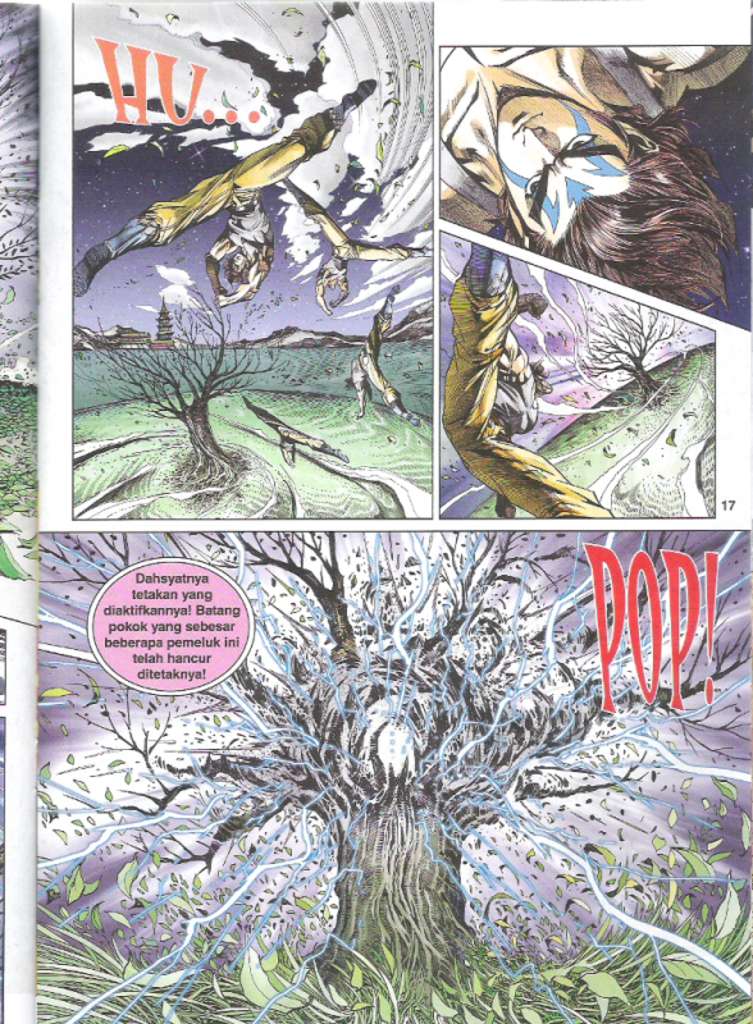 HU...
17
Dahsyatnya
tetakan yang
diaktifkannya! Batang
pokok yang sebesar
beberapa pemeluk ini
telah hancur
ditetaknya!
POP!